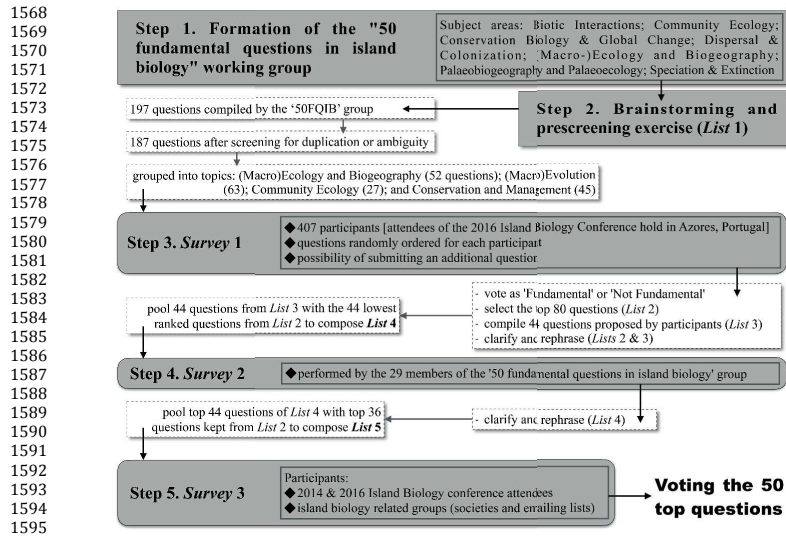 1568
1569
1570
1571
1572
1573
1574
1575
1576
1577
1578
1579
1580
1581
1582
1583
1584
1585
1586
1587
1588
1589
1590
1591
1592
1593
1594
1595
Step 1. Formation of the "50
fundamental questions in island
biology" working group
Subject areas: Biotic Interactions; Community Ecology;
Conservation Biology & Global Change; Dispersal &
Colonization; (Macro-)Ecology and Biogeography;
Palaeobiogeography and Palaeoecology; Speciation & Extinction
Step 2. Brainstorming and
prescreening exercise (List 1)
197 questions compiled by the '50FQIB' group
187 questions after screening for duplication or ambiguity
grouped into topics: (Macro)Ecology and Biogeography (52 questions); (Macro)Evolution
(63); Community Ecology (27); and Conservation and Management (45)
Step 3. Survey 1
◆407 participants [attendees of the 2016 Island Biology Conference hold in Azores, Portugal]
◆questions randomly ordered for each participant
◆possibility of submitting an additional question
- vote as 'Fundamental' or 'Not Fundamental'
- select the top 80 questions (List 2)
- compile 44 questions proposed by participants (List 3)
- clarify and rephrase (Lists 2 & 3)
pool 44 questions from List 3 with the 44 lowest
ranked questions from List 2 to compose List 4
Step 4. Survey 2
◆performed by the 29 members of the '50 fundamental questions in island biology' group
- clarify and rephrase (List 4)
pool top 44 questions of List 4 with top 36
questions kept from List 2 to compose List 5
Step 5. Survey 3
Participants:
◆2014 & 2016 Island Biology conference attendees
◆island biology related groups (societies and emailing lists)
Voting the 50
top questions